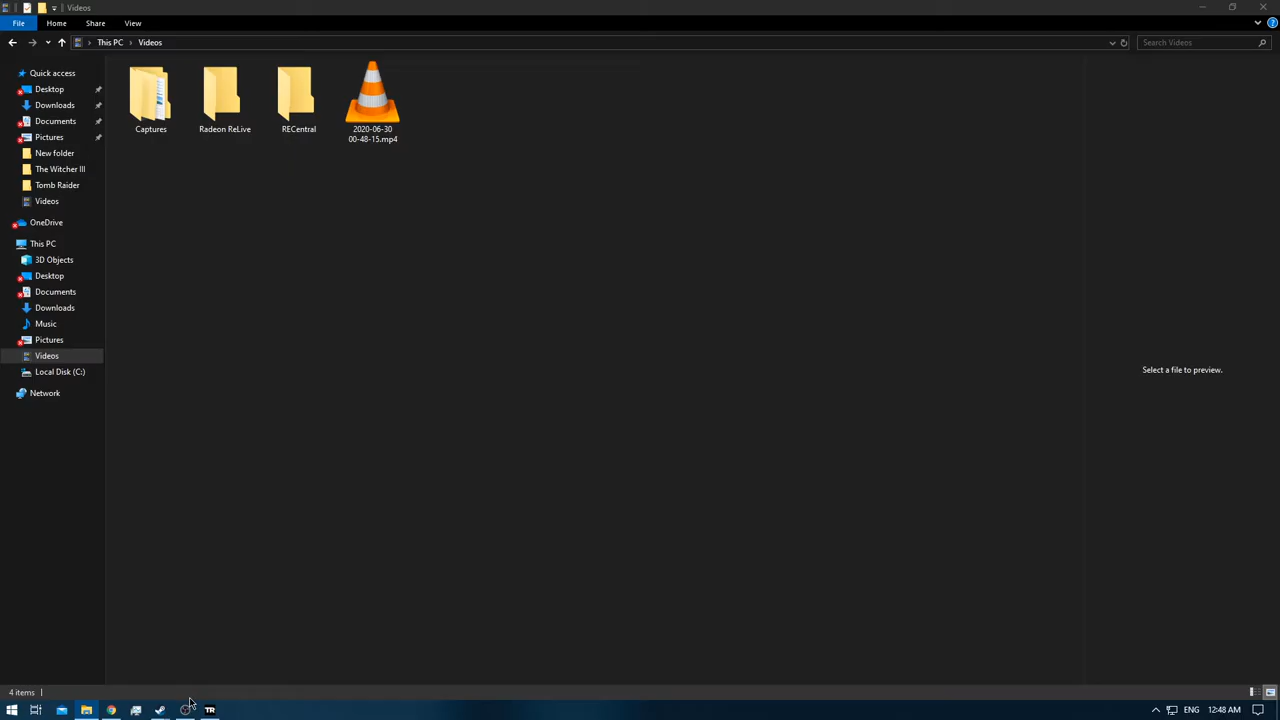 Videos
File Home Share View
This PC Videos
Search Videos
Quick access
Desktop
Downloads
Documents
Pictures
New folder
The Witcher III
Tomb Raider
Videos
OneDrive
This PC
3D Objects
Desktop
Documents
Downloads
Music
Pictures
Videos
Local Disk (C:)
Network
Captures
Radeon ReLive
RECentral
2020-06-30
00-48-15.mp4
Select a file to preview.
4 items
TR
ENG
12:48 AM